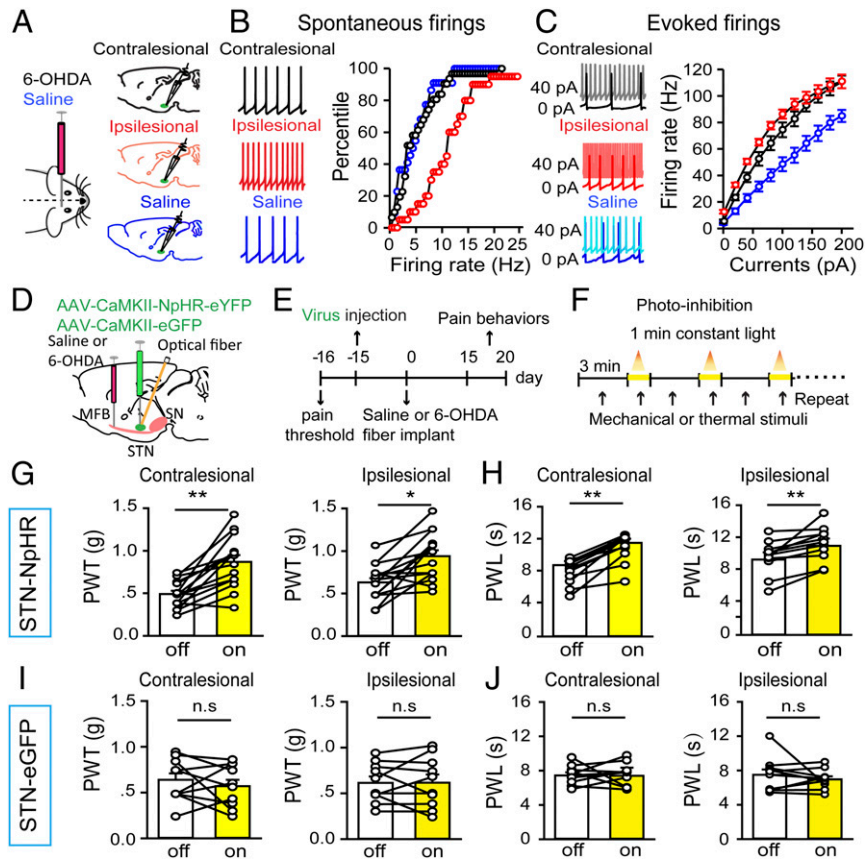 A
6-OHDA
Saline
Contralesional
Ipsilesional
Saline
B
Spontaneous firings
Contralesional
Ipsilesional
Saline
Percentile
100
80
60
40
20
0
0 5 10 15 20 25
Firing rate (Hz)
C
Evoked firings
Contralesional
40 pA
0 pA
Ipsilesional
40 pA
0 pA
Saline
40 pA
0 pA
Firing rate (Hz)
120
100
80
60
40
20
0
0 50 100 150 200
Currents (pA)
D
AAV-CaMKII-NpHR-eYFP
AAV-CaMKII-eGFP
Saline or
6-OHDA
Optical fiber
MFB
SN
STN
E
Virus injection
Pain behaviors
-16 -15 0 15 20 day
pain
threshold
Saline or 6-OHDA
fiber implant
F
Photo-inhibition
1 min constant light
3 min
Repeat
Mechanical or thermal stimuli
STN-NpHR
G
Contralesional
**
PWT (g)
1.5
1.0
.5
0.0
off on
Ipsilesional
*
PWT (g)
1.5
1.0
.5
0.0
off on
H
Contralesional
**
PWL (s)
16
12
8
4
0
off on
Ipsilesional
**
PWL (s)
16
12
8
4
0
off on
STN-eGFP
I
Contralesional
n.s
PWT (g)
1.5
1.0
.5
0
off on
Ipsilesional
n.s
PWT (g)
1.5
1.0
.5
0
off on
J
Contralesional
n.s
PWL (s)
16
12
8
4
0
off on
Ipsilesional
n.s
PWL (s)
16
12
8
4
0
off on